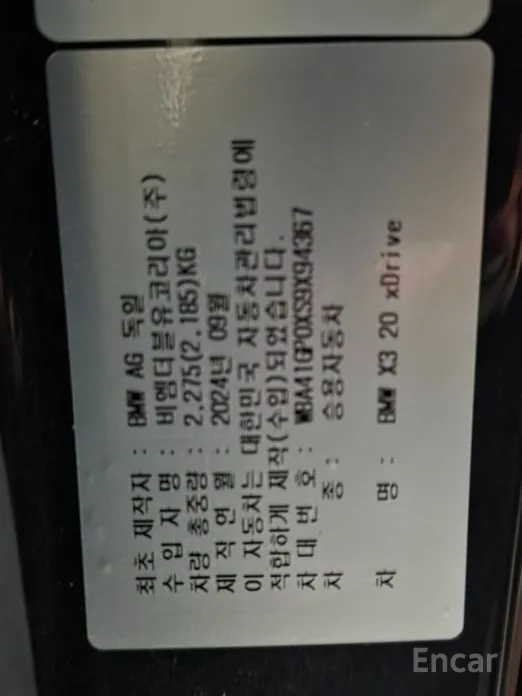 최초 제작자 : BMW AG 독일
수 입 자 명 : 비엠더블유코리아(주)
차량 총중량 : 2,275(2,185)KG
제 작 연 월 : 2024년 09월
이 자동차는 대한민국 자동차관리법령에
적합하게 제작(수입)되었습니다.
차 대 번 호 : WBA41GP0XS9X94367
차 종 : 승용자동차
차 명 : BMW X3 20 xDrive
Encar